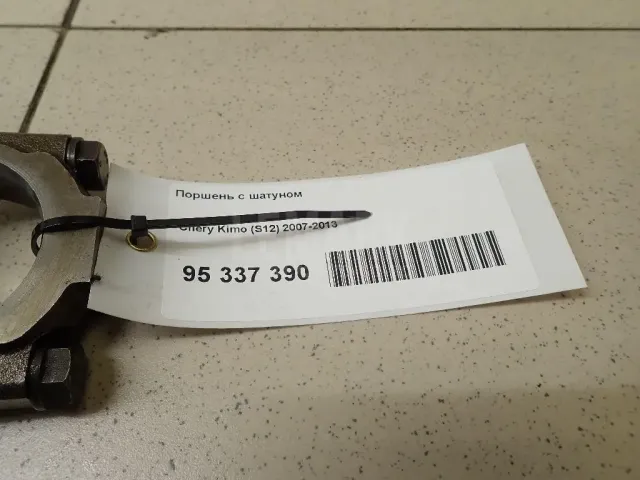 Поршень с шатуном
Chery Kimo (S12) 2007-2013
95 337 390